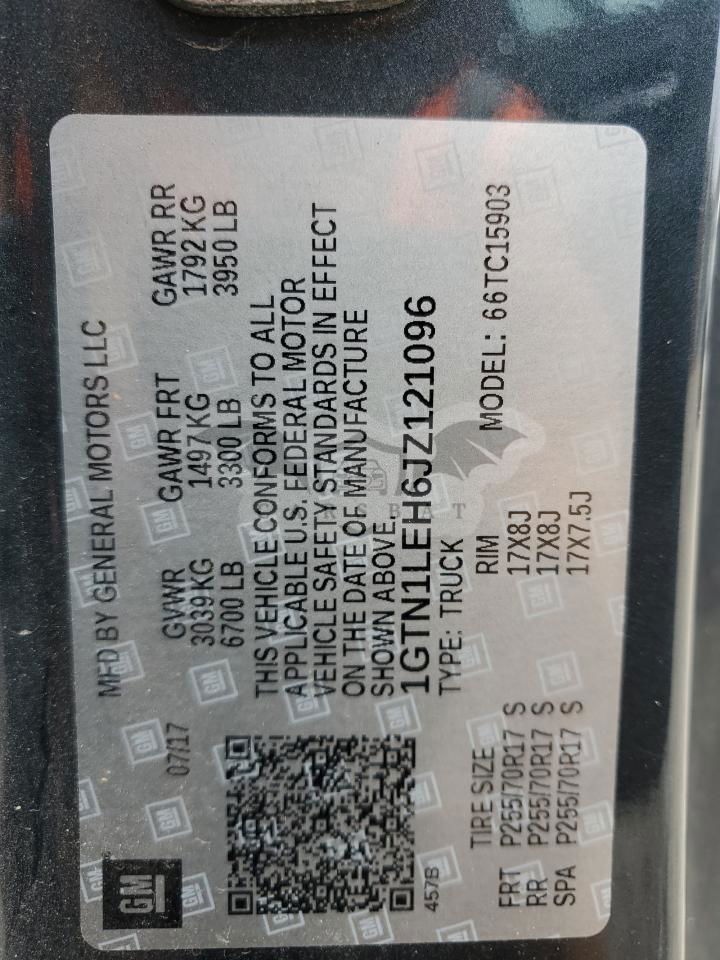 GM
07/17
MFD BY GENERAL MOTORS LLC
GVWR GAWR FRT GAWR RR
3039 KG 1497 KG 1792 KG
6700 LB 3300 LB 3950 LB
THIS VEHICLE CONFORMS TO ALL
APPLICABLE U.S. FEDERAL MOTOR
VEHICLE SAFETY STANDARDS IN EFFECT
ON THE DATE OF MANUFACTURE
SHOWN ABOVE.
1GTN1LEH6JZ121096
TYPE: TRUCK
457B
MODEL: 66TC15903
TIRE SIZE RIM
FRT P255/70R17 S 17X8J
RR P255/70R17 S 17X8J
SPA P255/70R17 S 17X7.5J